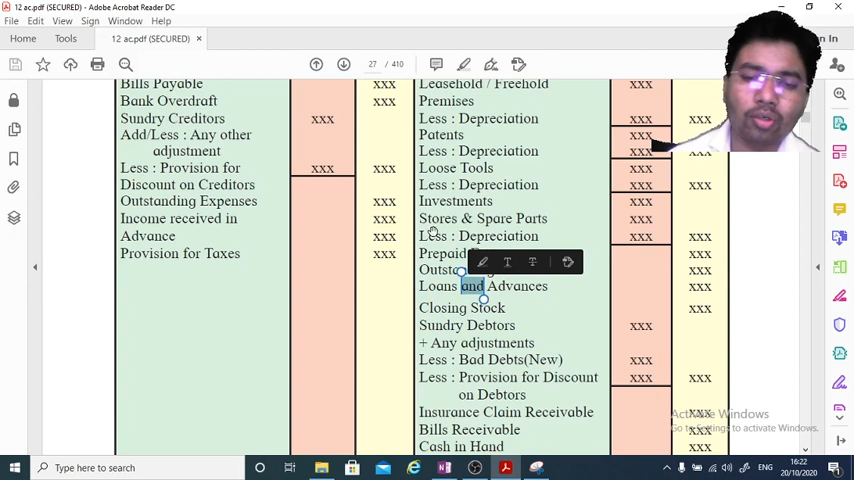 12 ac.(SECURED) - Adobe Acrobat Reader DC
File Edit View Sign Window Help
Home Tools 12 ac.(SECURED) × In
27 / 410
Bills Payable xxx
Bank Overdraft xxx
Sundry Creditors xxx
Add/Less : Any other
adjustment
Less : Provision for xxx xxx
Discount on Creditors
Outstanding Expenses xxx
Income received in xxx
Advance xxx
Provision for Taxes xxx
Leasehold / Freehold xxx
Premises
Less : Depreciation xxx xxx
Patents xxx
Less : Depreciation xxx xxx
Loose Tools xxx
Less : Depreciation xxx xxx
Investments xxx xxx
Stores & Spare Parts xxx
Less : Depreciation xxx xxx
Prepaid xxx
xxx
Loans and Advances xxx
Closing Stock xxx
Sundry Debtors xxx
+ Any adjustments
Less : Bad Debts(New) xxx
Less : Provision for Discount xxx xxx
on Debtors
Insurance Claim Receivable xxx
Bills Receivable xxx
Cash in Hand xxx
Activate Windows
Go to Settings to activate Windows.
Type here to search
ENG
16:22
20/10/2020